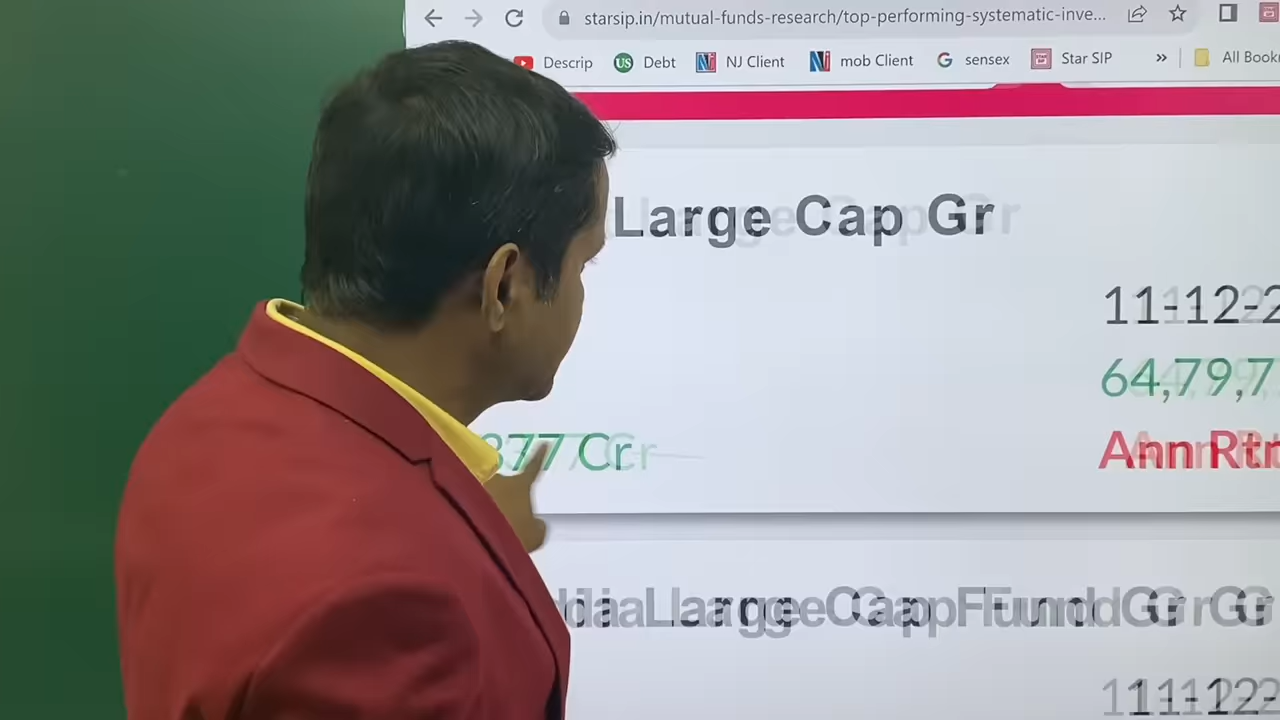 starsip.in/mutual-funds-research/top-performing-systematic-inve...
Descrip US Debt NJ Client mob Client G sensex Star SIP » All Book
Large Cap Gr
11-12-2
64,79,7
377 Cr Ann Rtr
dia Large Cap Fund Gr
11-12-